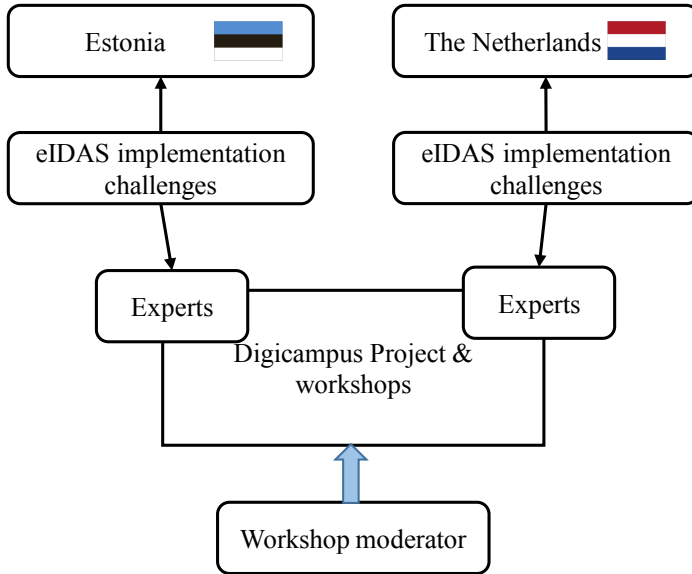 Estonia
The Netherlands
eIDAS implementation
challenges
eIDAS implementation
challenges
Experts
Experts
Digicampus Project &
workshops
Workshop moderator